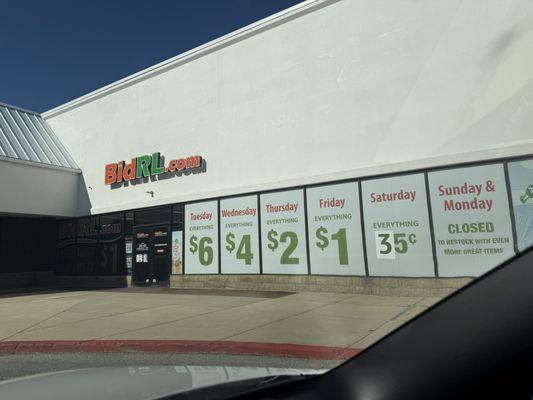 BidRL.com
Tuesday
EVERYTHING
$6
Wednesday
EVERYTHING
$4
Thursday
EVERYTHING
$2
Friday
EVERYTHING
$1
Saturday
EVERYTHING
35¢
Sunday &
Monday
CLOSED
TO RESTOCK WITH EVEN
MORE GREAT ITEMS